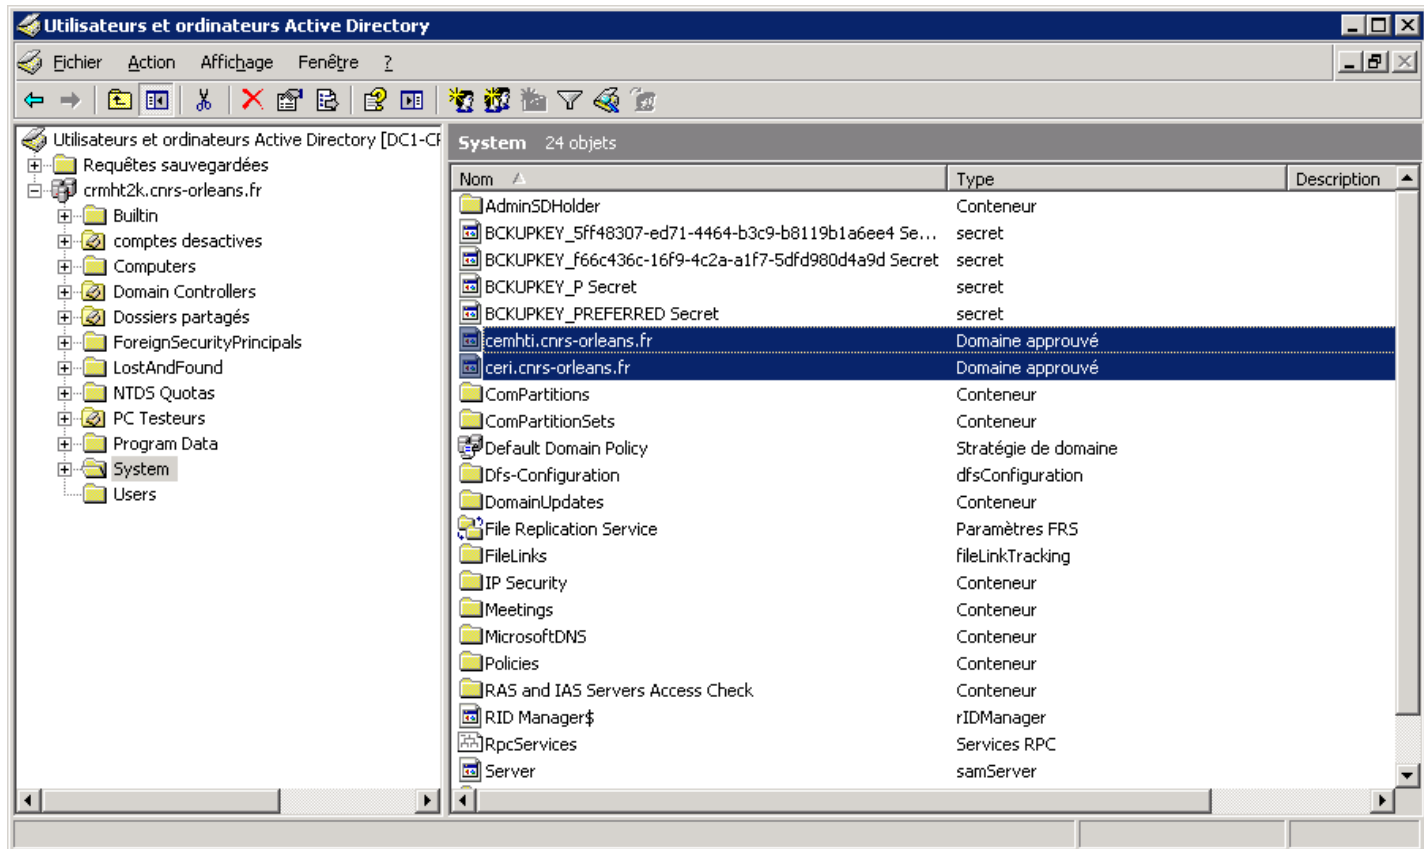 Utilisateurs et ordinateurs Active Directory
Fichier Action Affichage Fenêtre ?
Utilisateurs et ordinateurs Active Directory [DC1-CF
Requêtes sauvegardées
crmht2k.cnrs-orleans.fr
Builtin
comptes desactives
Computers
Domain Controllers
Dossiers partagés
ForeignSecurityPrincipals
LostAndFound
NTDS Quotas
PC Testeurs
Program Data
System
Users
System 24 objets
Nom Type Description
AdminSDHolder Conteneur
BCKUPKEY_5ff48307-ed71-4464-b3c9-b8119b1a6ee4 Se... secret
BCKUPKEY_f66c436c-16f9-4c2a-a1f7-5dfd980d4a9d Secret secret
BCKUPKEY_P Secret secret
BCKUPKEY_PREFERRED Secret secret
cemhti.cnrs-orleans.fr Domaine approuvé
ceri.cnrs-orleans.fr Domaine approuvé
ComPartitions Conteneur
ComPartitionSets Conteneur
Default Domain Policy Stratégie de domaine
Dfs-Configuration dfsConfiguration
DomainUpdates Conteneur
File Replication Service Paramètres FRS
FileLinks fileLinkTracking
IP Security Conteneur
Meetings Conteneur
MicrosoftDNS Conteneur
Policies Conteneur
RAS and IAS Servers Access Check Conteneur
RID Manager$ rIDManager
RpcServices Services RPC
Server samServer